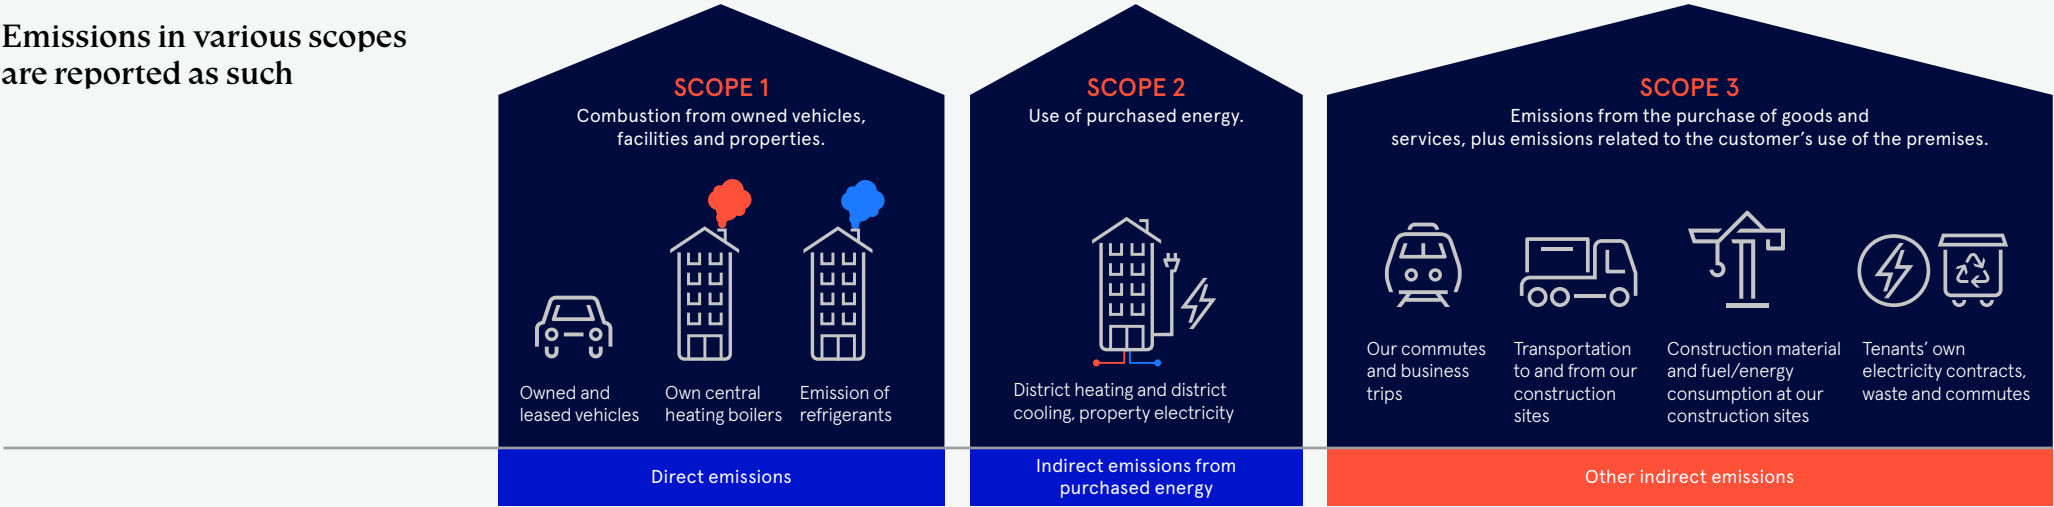 Emissions in various scopes
are reported as such
SCOPE 1
Combustion from owned vehicles,
facilities and properties.
Owned and
leased vehicles
Own central
heating boilers
Emission of
refrigerants
Direct emissions
SCOPE 2
Use of purchased energy.
District heating and district
cooling, property electricity
Indirect emissions from
purchased energy
SCOPE 3
Emissions from the purchase of goods and
services, plus emissions related to the customer’s use of the premises.
Our commutes
and business
trips
Transportation
to and from our
construction
sites
Construction material
and fuel/energy
consumption at our
construction sites
Tenants’ own
electricity contracts,
waste and commutes
Other indirect emissions